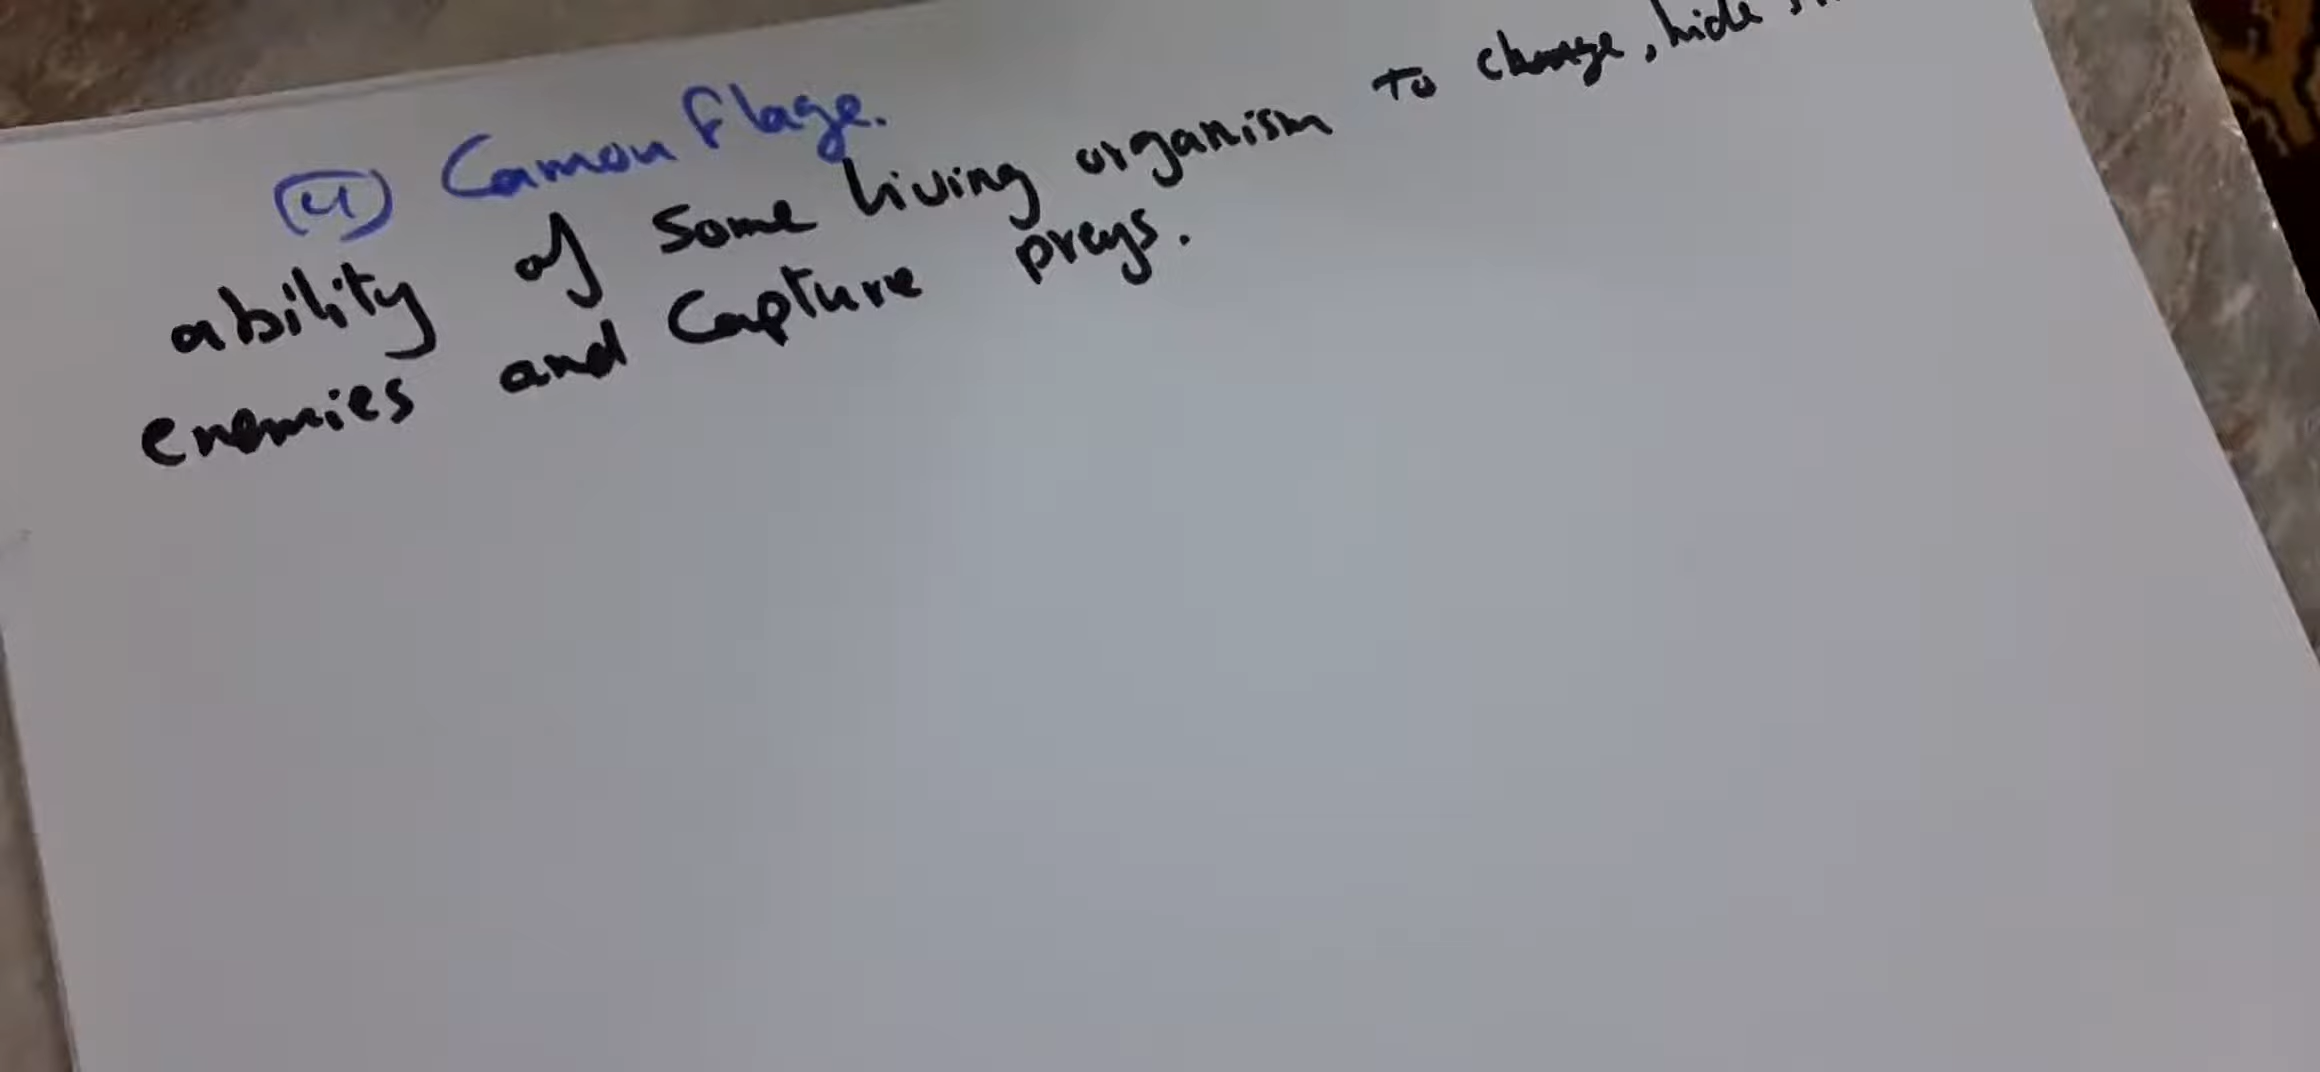 (4) Camouflage.
ability of some living organism to change, hide
enemies and capture preys.